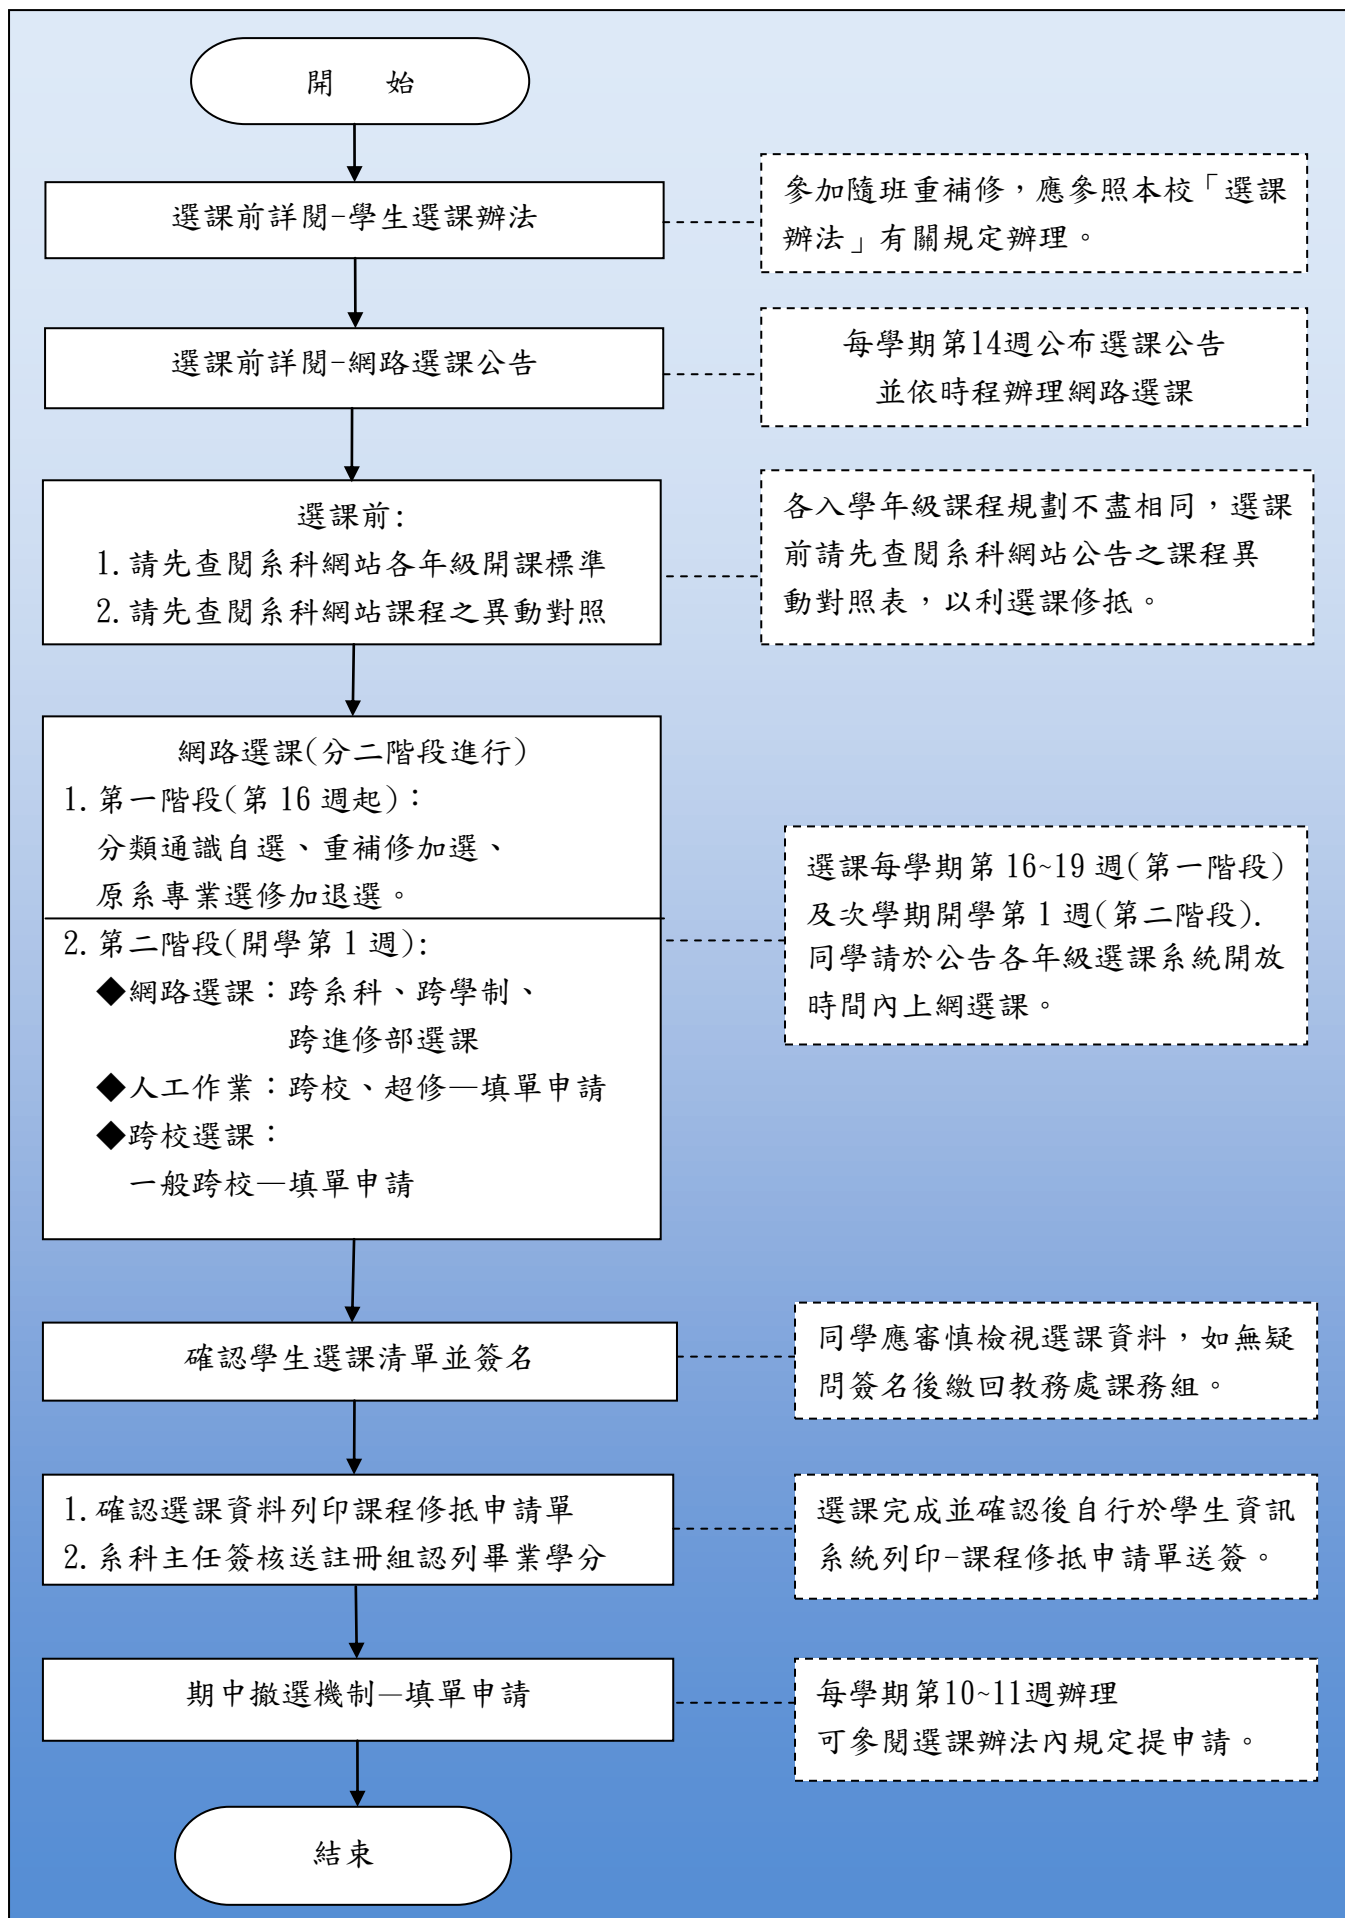 開 始
選課前詳閱-學生選課辦法
參加隨班重補修，應參照本校「選課
辦法」有關規定辦理。
選課前詳閱-網路選課公告
每學期第14週公布選課公告
並依時程辦理網路選課
選課前:
1.請先查閱系科網站各年級開課標準
2.請先查閱系科網站課程之異動對照
各入學年級課程規劃不盡相同，選課
前請先查閱系科網站公告之課程異
動對照表，以利選課修抵。
網路選課(分二階段進行)
1.第一階段(第 16 週起)：
分類通識自選、重補修加選、
原系專業選修加退選。
2.第二階段(開學第 1 週):
◆網路選課：跨系科、跨學制、
跨進修部選課
◆人工作業：跨校、超修—填單申請
◆跨校選課：
一般跨校—填單申請
選課每學期第 16~19 週(第一階段)
及次學期開學第 1 週(第二階段).
同學請於公告各年級選課系統開放
時間內上網選課。
確認學生選課清單並簽名
同學應審慎檢視選課資料，如無疑
問簽名後繳回教務處課務組。
1.確認選課資料列印課程修抵申請單
2.系科主任簽核送註冊組認列畢業學分
選課完成並確認後自行於學生資訊
系統列印-課程修抵申請單送簽。
期中撤選機制—填單申請
每學期第10~11週辦理
可參閱選課辦法內規定提申請。
結束